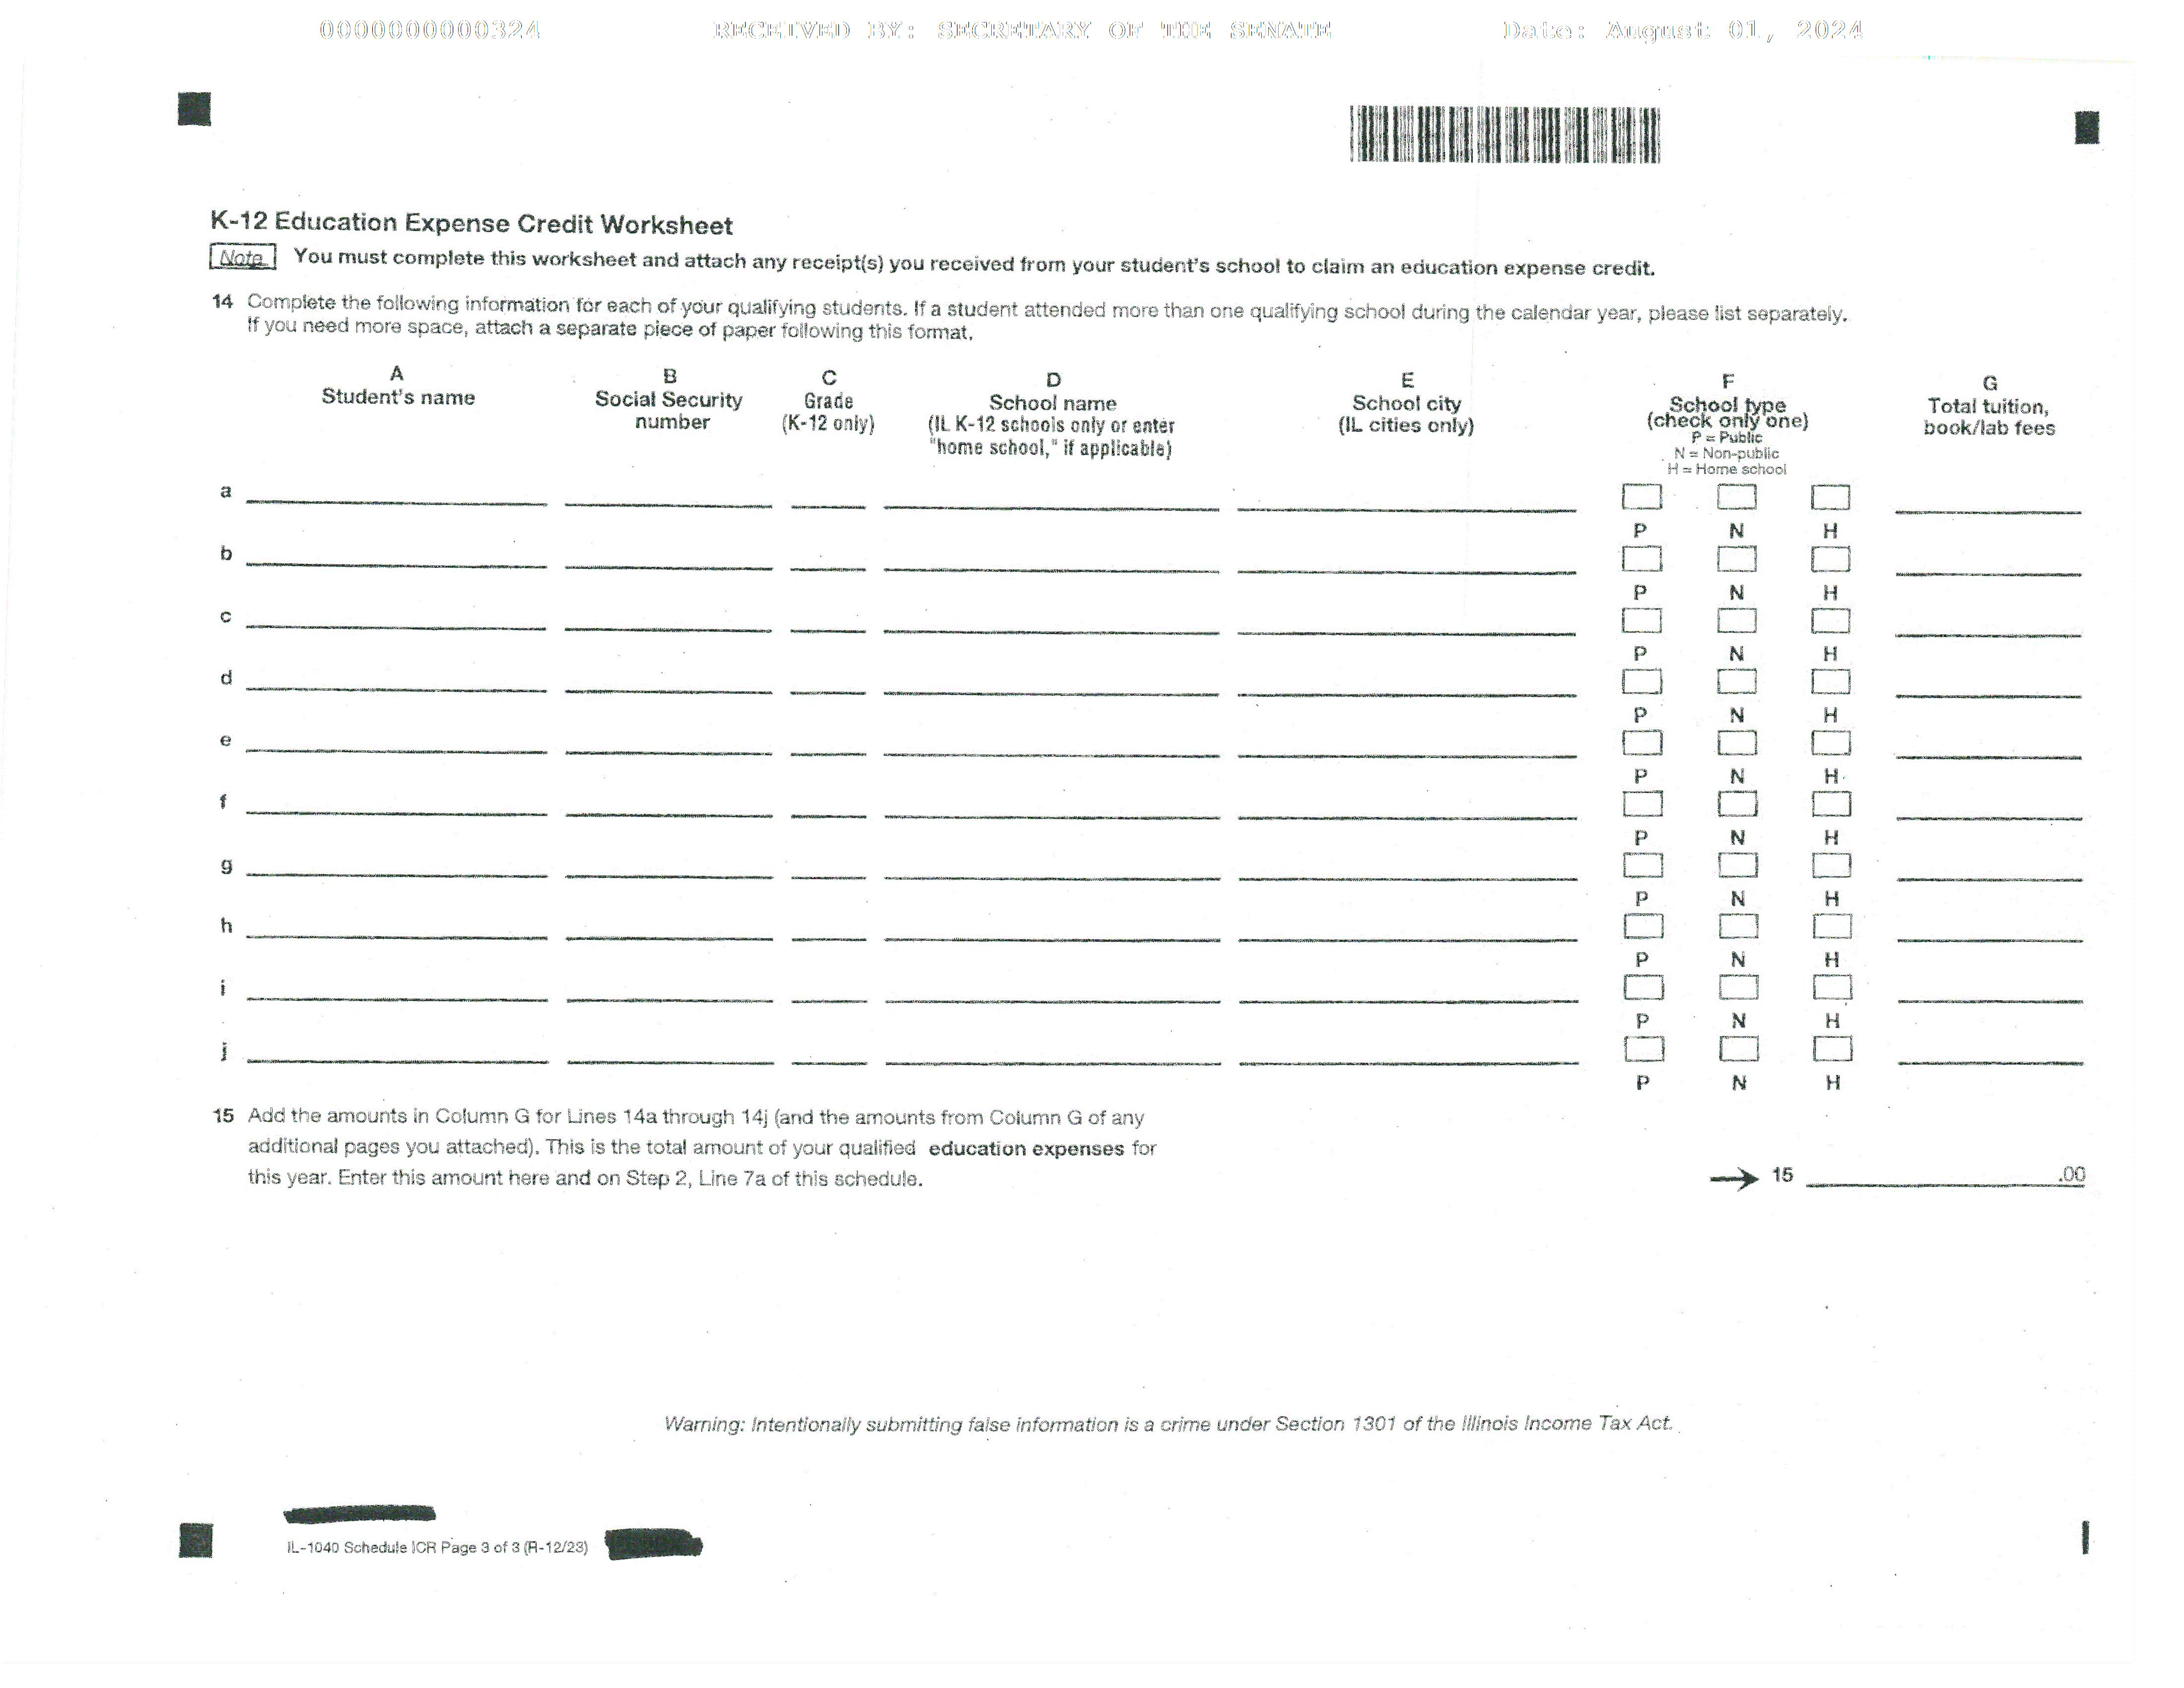 0000000000324 RECEIVED BY: SECRETARY OF THE SENATE Date: August 01, 2024
K-12 Education Expense Credit Worksheet
Note You must complete this worksheet and attach any receipt(s) you received from your student's school to claim an education expense credit.
14 Complete the following information for each of your qualifying students. If a student attended more than one qualifying school during the calendar year, please list separately.
If you need more space, attach a separate piece of paper following this format.
A B C D E F G
Student's name Social Security Grade School name School city School type Total tuition,
number (K-12 only) (IL K-12 schools only or enter (IL cities only) (check only one) book/lab fees
"home school," if applicable) P = Public
N = Non-public
H = Home school
a
P N H
b
P N H
c
P N H
d
P N H
e
P N H
f
P N H
g
P N H
h
P N H
i
P N H
j
P N H
15 Add the amounts in Column G for Lines 14a through 14j (and the amounts from Column G of any
additional pages you attached). This is the total amount of your qualified education expenses for
this year. Enter this amount here and on Step 2, Line 7a of this schedule. 15 .00
Warning: Intentionally submitting false information is a crime under Section 1301 of the Illinois Income Tax Act.
IL-1040 Schedule ICR Page 3 of 3 (R-12/23)